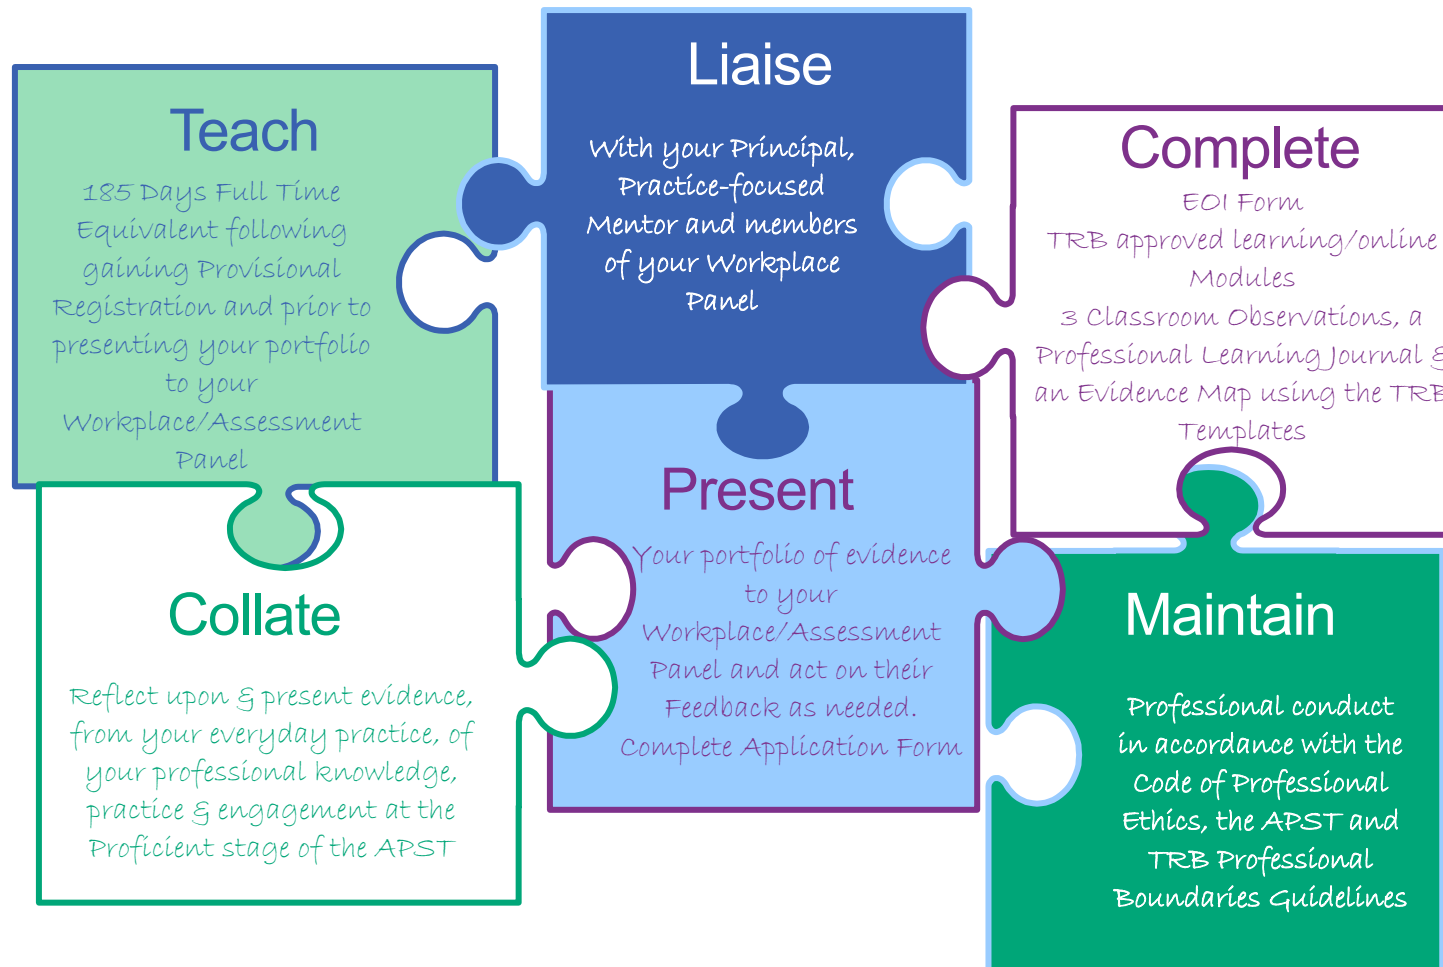 Teach
185 Days Full Time
Equivalent following
gaining Provisional
Registration and prior to
presenting your portfolio
to your
Workplace/Assessment
Panel
Liaise
With your Principal,
Practice-focused
Mentor and members
of your Workplace
Panel
Complete
EOI Form
TRB approved learning/online
Modules
3 Classroom Observations, a
Professional Learning Journal &
an Evidence Map using the TRB
Templates
Collate
Reflect upon & present evidence,
from your everyday practice, of
your professional knowledge,
practice & engagement at the
Proficient stage of the APST
Present
Your portfolio of evidence
to your
Workplace/Assessment
Panel and act on their
Feedback as needed.
Complete Application Form
Maintain
Professional conduct
in accordance with the
Code of Professional
Ethics, the APST and
TRB Professional
Boundaries Guidelines